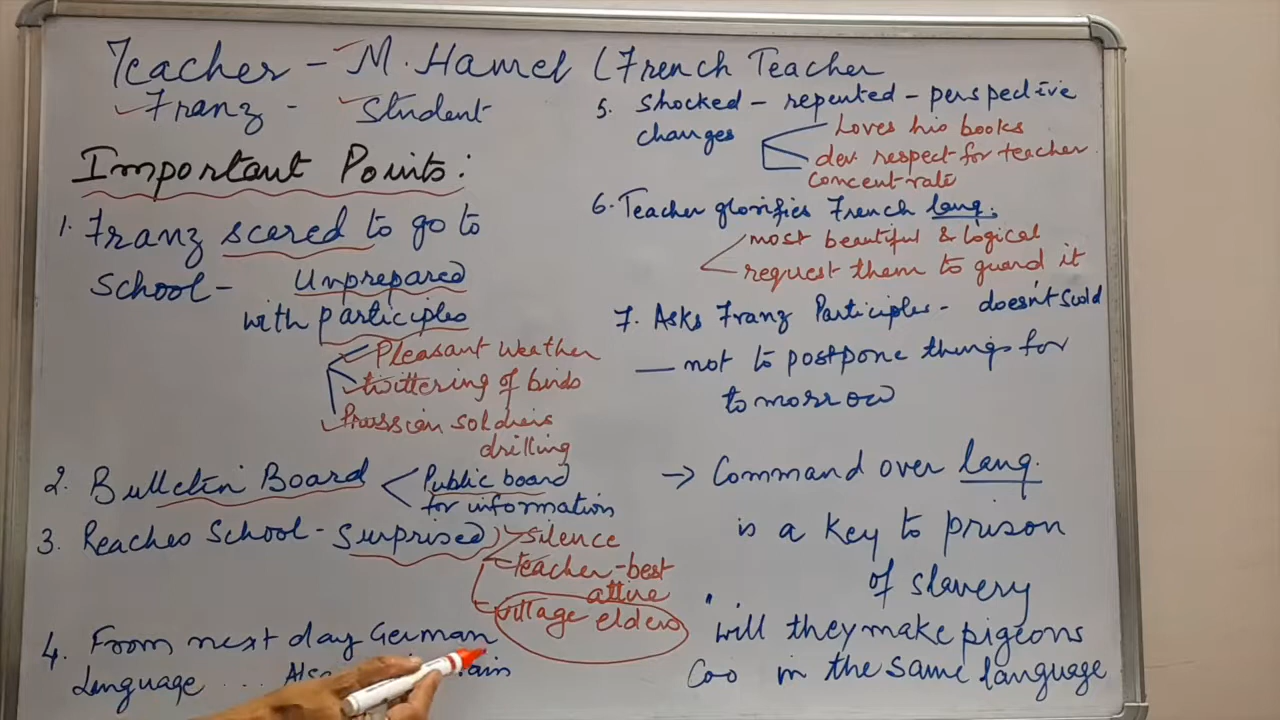 Teacher - M. Hamel (French Teacher
Franz - Student
Important Points:
1. Franz scared to go to
School - Unprepared
with participles
Pleasant weather
twittering of birds
Prussian soldiers
drilling
2. Bulletin Board < Public board
for information
3. Reaches School - Surprised
silence
teacher-best
attire
village elders
4. From next day German
Language ... Also
5. Shocked - repented - perspective
changes
Loves his books
dev. respect for teacher
concentrate
6. Teacher glorifies French lang.
most beautiful & logical
request them to guard it
7. Asks Franz Participles - doesn't scold
— not to postpone things for
tomorrow
→ Command over lang.
is a key to prison
of slavery
"will they make pigeons
Coo in the same language